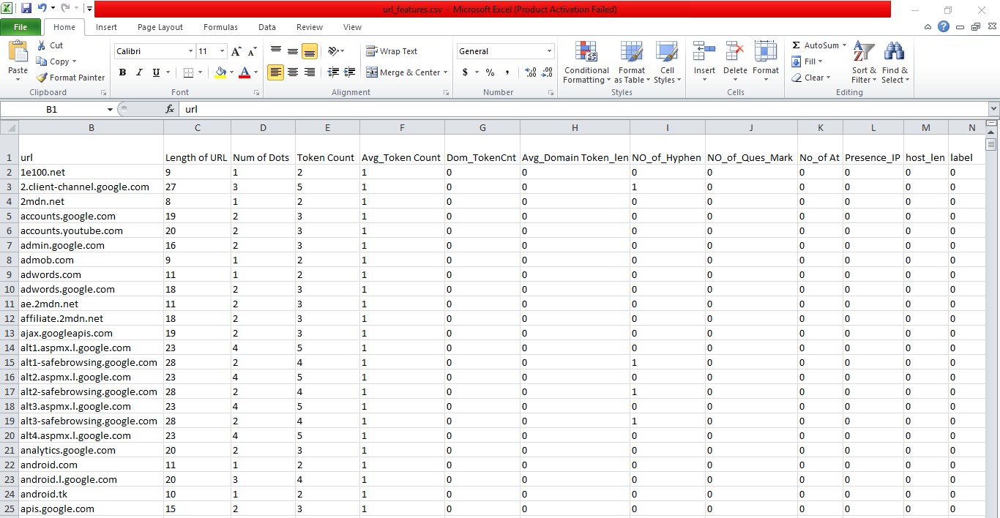 url_features.csv - Microsoft Excel (Product Activation Failed)
File Home Insert Page Layout Formulas Data Review View
Paste
Cut
Copy
Format Painter
Clipboard
Calibri 11
B I U
Font
Wrap Text
Merge & Center
Alignment
General
$ % ,
Number
Conditional Formatting
Format as Table
Cell Styles
Styles
Insert Delete Format
Cells
Σ AutoSum
Fill
Clear
Sort & Filter
Find & Select
Editing
B1 fx url
B C D E F G H I J K L M N
1 url Length of URL Num of Dots Token Count Avg_Token Count Dom_TokenCnt Avg_Domain Token_len NO_of_Hyphen NO_of_Ques_Mark No_of At Presence_IP host_len label
2 1e100.net 9 1 2 1 0 0 0 0 0 0 0 0
3 2.client-channel.google.com 27 3 5 1 0 0 1 0 0 0 0 0
4 2mdn.net 8 1 2 1 0 0 0 0 0 0 0 0
5 accounts.google.com 19 2 3 1 0 0 0 0 0 0 0 0
6 accounts.youtube.com 20 2 3 1 0 0 0 0 0 0 0 0
7 admin.google.com 16 2 3 1 0 0 0 0 0 0 0 0
8 admob.com 9 1 2 1 0 0 0 0 0 0 0 0
9 adwords.com 11 1 2 1 0 0 0 0 0 0 0 0
10 adwords.google.com 18 2 3 1 0 0 0 0 0 0 0 0
11 ae.2mdn.net 11 2 3 1 0 0 0 0 0 0 0 0
12 affiliate.2mdn.net 18 2 3 1 0 0 0 0 0 0 0 0
13 ajax.googleapis.com 19 2 3 1 0 0 0 0 0 0 0 0
14 alt1.aspmx.l.google.com 23 4 5 1 0 0 0 0 0 0 0 0
15 alt1-safebrowsing.google.com 28 2 4 1 0 0 1 0 0 0 0 0
16 alt2.aspmx.l.google.com 23 4 5 1 0 0 0 0 0 0 0 0
17 alt2-safebrowsing.google.com 28 2 4 1 0 0 1 0 0 0 0 0
18 alt3.aspmx.l.google.com 23 4 5 1 0 0 0 0 0 0 0 0
19 alt3-safebrowsing.google.com 28 2 4 1 0 0 1 0 0 0 0 0
20 alt4.aspmx.l.google.com 23 4 5 1 0 0 0 0 0 0 0 0
21 analytics.google.com 20 2 3 1 0 0 0 0 0 0 0 0
22 android.com 11 1 2 1 0 0 0 0 0 0 0 0
23 android.l.google.com 20 3 4 1 0 0 0 0 0 0 0 0
24 android.tk 10 1 2 1 0 0 0 0 0 0 0 0
25 apis.google.com 15 2 3 1 0 0 0 0 0 0 0 0